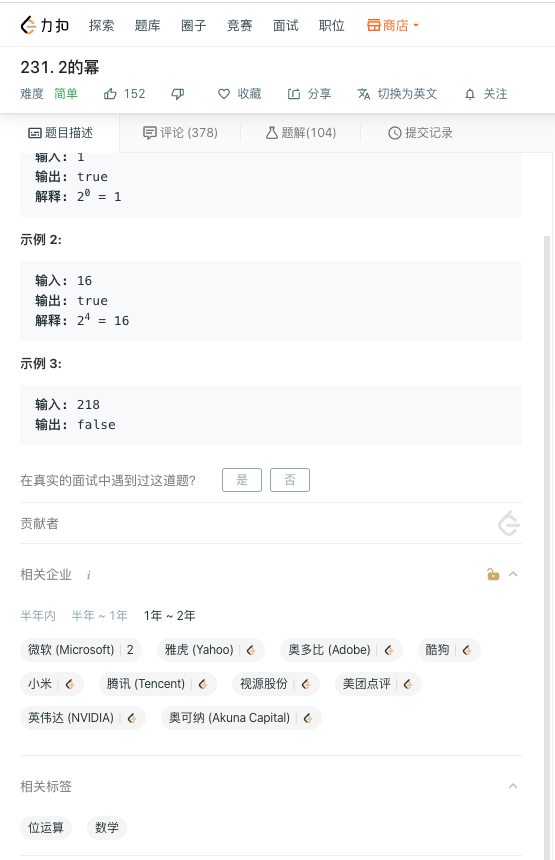 力扣 探索 题库 圈子 竞赛 面试 职位 商店
231. 2的幂
难度 简单 152 收藏 分享 切换为英文 关注
题目描述 评论 (378) 题解(104) 提交记录
输入: 1
输出: true
解释: 2⁰ = 1
示例 2:
输入: 16
输出: true
解释: 2⁴ = 16
示例 3:
输入: 218
输出: false
在真实的面试中遇到过这道题? 是 否
贡献者
相关企业 i
半年内 半年 ~ 1年 1年 ~ 2年
微软 (Microsoft) 2 雅虎 (Yahoo) 奥多比 (Adobe) 酷狗
小米 腾讯 (Tencent) 视源股份 美团点评
英伟达 (NVIDIA) 奥可纳 (Akuna Capital)
相关标签
位运算 数学